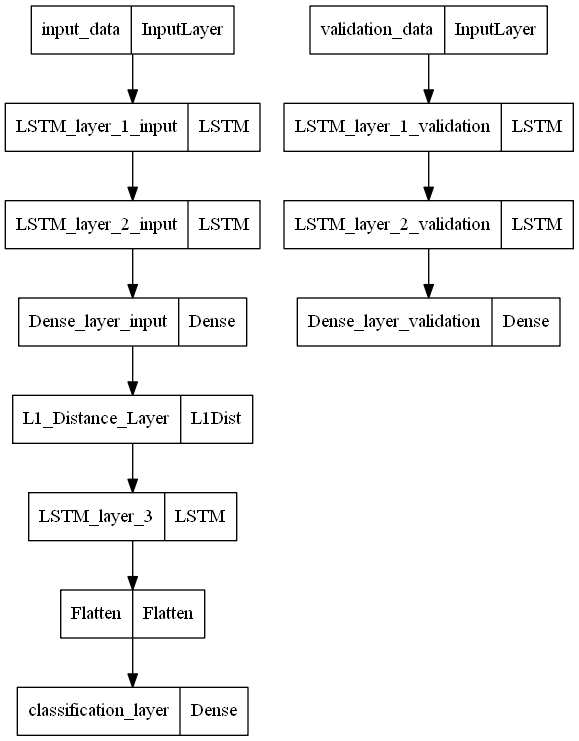 input_data InputLayer
LSTM_layer_1_input LSTM
LSTM_layer_2_input LSTM
Dense_layer_input Dense
L1_Distance_Layer L1Dist
LSTM_layer_3 LSTM
Flatten Flatten
classification_layer Dense
validation_data InputLayer
LSTM_layer_1_validation LSTM
LSTM_layer_2_validation LSTM
Dense_layer_validation Dense